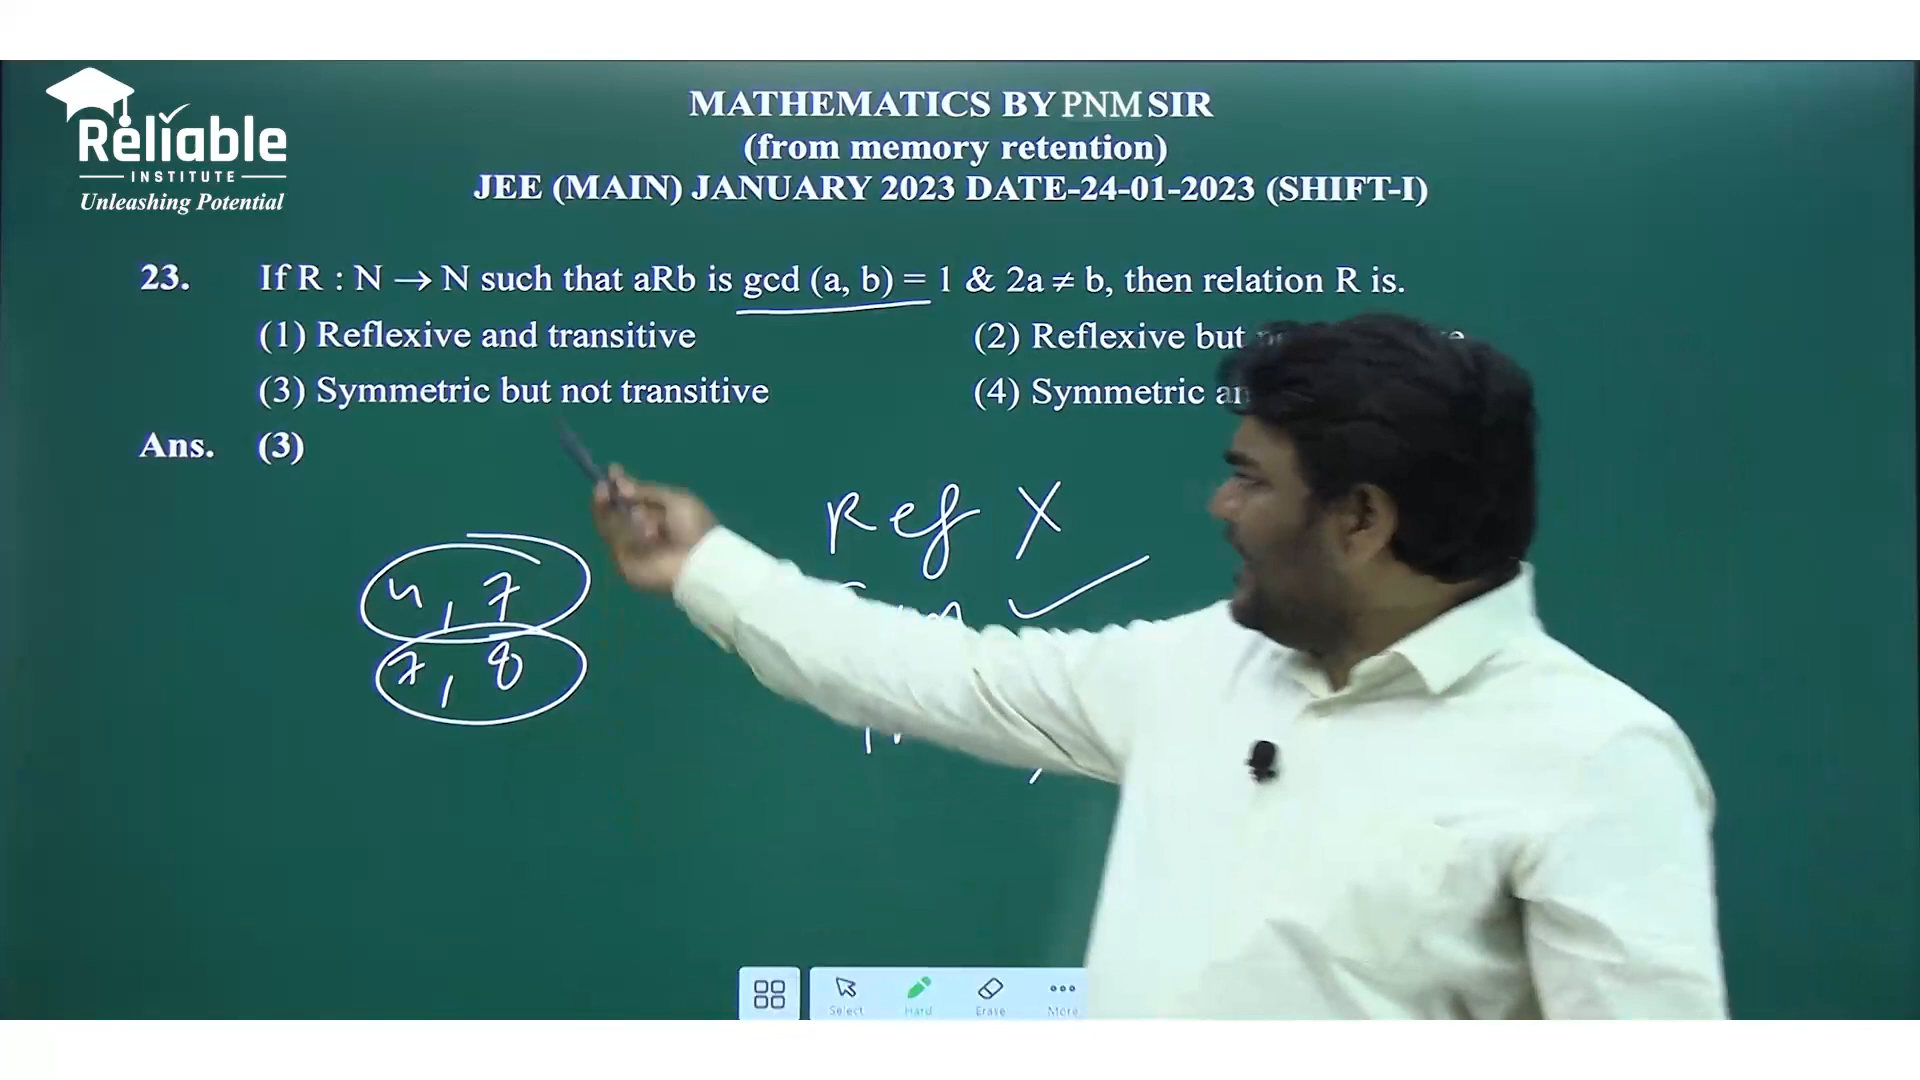 Reliable
INSTITUTE
Unleashing Potential
MATHEMATICS BY PNM SIR
(from memory retention)
JEE (MAIN) JANUARY 2023 DATE-24-01-2023 (SHIFT-I)
23. If R : N → N such that aRb is gcd (a, b) = 1 & 2a ≠ b, then relation R is.
(1) Reflexive and transitive (2) Reflexive but
(3) Symmetric but not transitive (4) Symmetric
Ans. (3)
Ref X
4, 7
7, 8
Select Hard Erase More